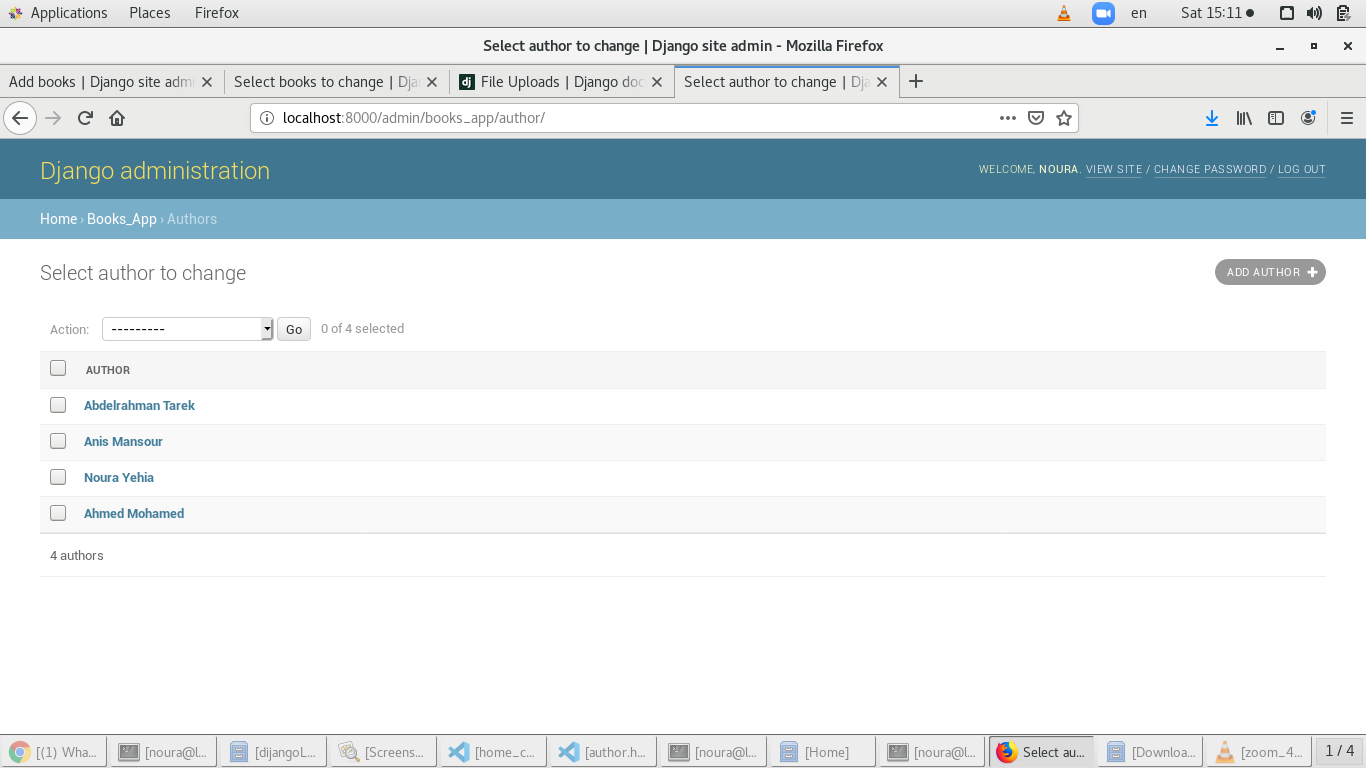 Applications Places Firefox en Sat 15:11
Select author to change | Django site admin - Mozilla Firefox
Add books | Django site adm Select books to change | Dja dj File Uploads | Django doc Select author to change | Dja
localhost:8000/admin/books_app/author/
Django administration WELCOME, NOURA. VIEW SITE / CHANGE PASSWORD / LOG OUT
Home › Books_App › Authors
Select author to change ADD AUTHOR +
Action: --------- Go 0 of 4 selected
AUTHOR
Abdelrahman Tarek
Anis Mansour
Noura Yehia
Ahmed Mohamed
4 authors
[(1) Wha... [noura@l... [dijangoL... [Screens... [home_c... [author.h... [noura@l... [Home] [noura@l... Select au... [Downloa... [zoom_4... 1 / 4